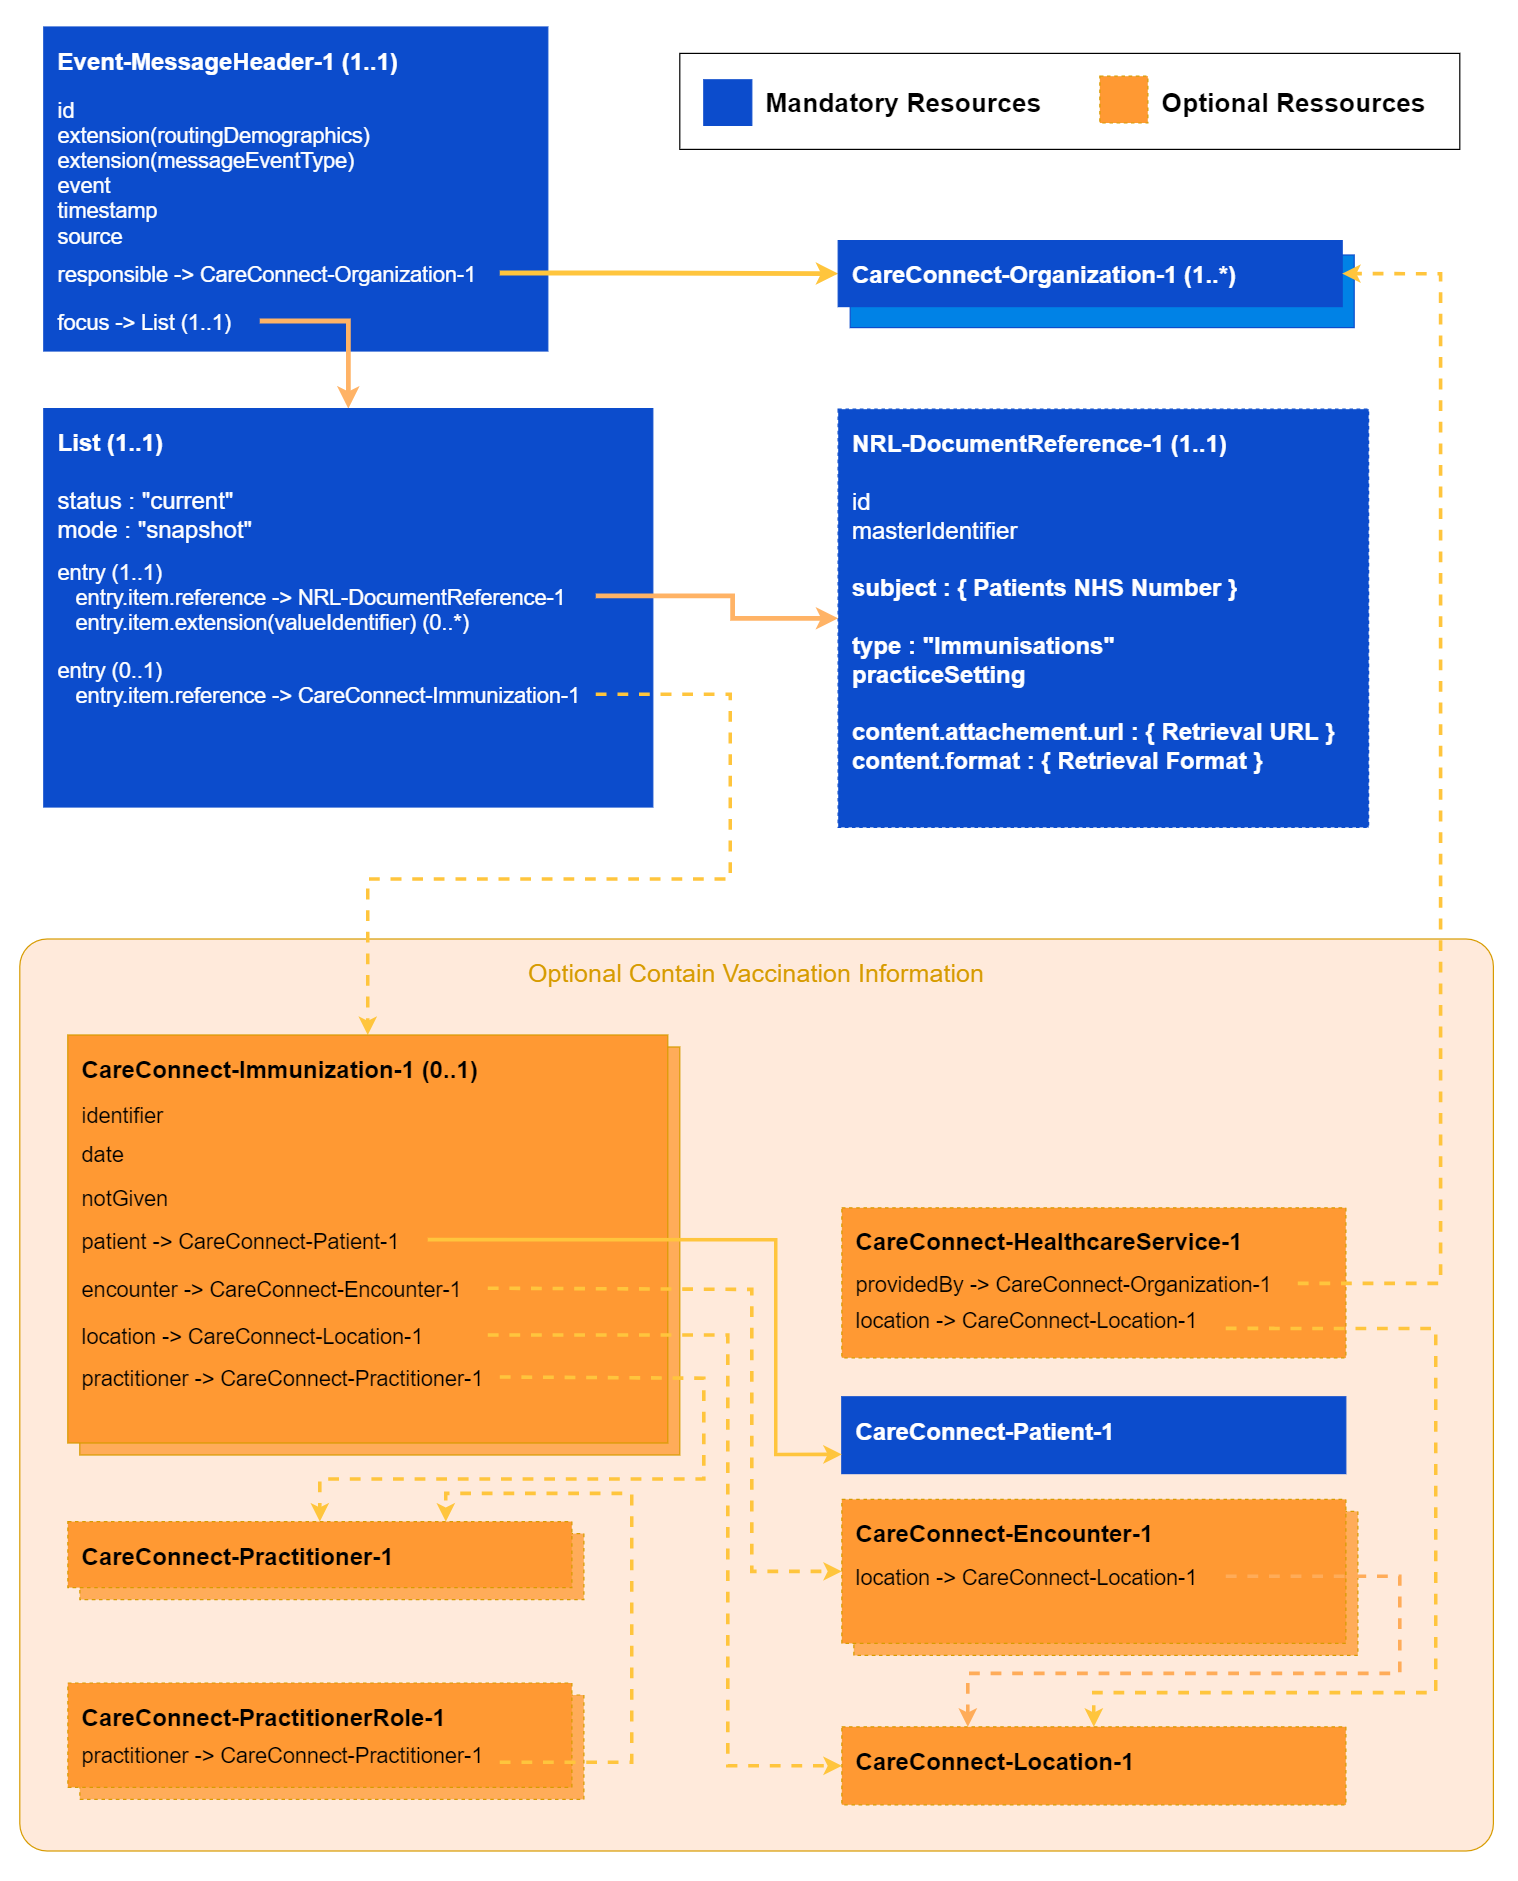 Event-MessageHeader-1 (1..1)
id
extension(routingDemographics)
extension(messageEventType)
event
timestamp
source
responsible -> CareConnect-Organization-1
focus -> List (1..1)
Mandatory Resources
Optional Ressources
CareConnect-Organization-1 (1..*)
List (1..1)
status : "current"
mode : "snapshot"
entry (1..1)
entry.item.reference -> NRL-DocumentReference-1
entry.item.extension(valueIdentifier) (0..*)
entry (0..1)
entry.item.reference -> CareConnect-Immunization-1
NRL-DocumentReference-1 (1..1)
id
masterIdentifier
subject : { Patients NHS Number }
type : "Immunisations"
practiceSetting
content.attachement.url : { Retrieval URL }
content.format : { Retrieval Format }
Optional Contain Vaccination Information
CareConnect-Immunization-1 (0..1)
identifier
date
notGiven
patient -> CareConnect-Patient-1
encounter -> CareConnect-Encounter-1
location -> CareConnect-Location-1
practitioner -> CareConnect-Practitioner-1
CareConnect-HealthcareService-1
providedBy -> CareConnect-Organization-1
location -> CareConnect-Location-1
CareConnect-Patient-1
CareConnect-Encounter-1
location -> CareConnect-Location-1
CareConnect-Practitioner-1
CareConnect-PractitionerRole-1
practitioner -> CareConnect-Practitioner-1
CareConnect-Location-1